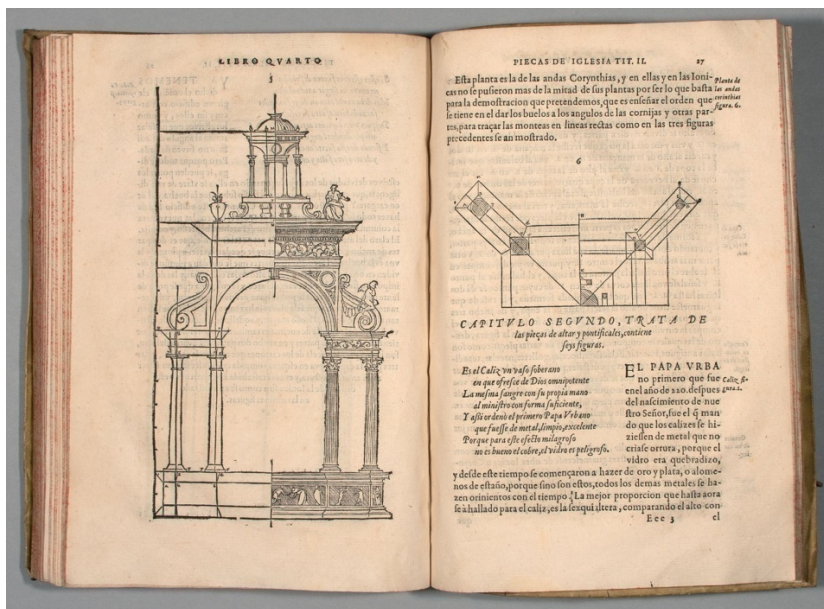 LIBRO QVARTO
5
PIECAS DE IGLESIA TIT. II. 27
Esta planta es la de las andas Corynthias, y en ellas y en las Ioni-
cas no se pusieron mas de la mitad de sus plantas por ser lo que basta
para la demostracion que pretendemos, que es enseñar el orden que
se tiene en el dar los buelos a los angulos de las cornijas y otras par-
tes, para traçar las monteas en lineas rectas como en las tres figuras
precedentes se an mostrado.
Planta de
las andas
corinthias
figura. 6.
6
CAPITVLO SEGVNDO, TRATA DE
las pieças de altar y pontificales, contiene
seys figuras.
Es el Caliz vn vaso soberano
en que ofresce de Dios omnipotente
La mesma sangre con su propia mano
al ministro con forma suficiente,
Y assi ordenò el primero Papa Vrbano
que fuesse de metal, limpio, excelente
Porque para este efecto milagroso
no es bueno el cobre, el vidro es peligroso.
EL PAPA VRBA
no primero que fue
en el año de 220. despues
del nascimiento de nue
stro Señor, fue el q̃ man
do que los calizes se hi-
ziessen de metal que no
criasse ortura, porque el
vidro era quebradizo,
Caliz fi-
gura. 1.
y desde este tiempo se començaron a hazer de oro y plata, o alome-
nos de estaño, porque sino son estos, todos los demas metales se ha-
zen orinientos con el tiempo. La mejor proporcion que hasta aora
se à hallado para el caliz, es la sexquialtera, comparando el alto con
Eee 3 el